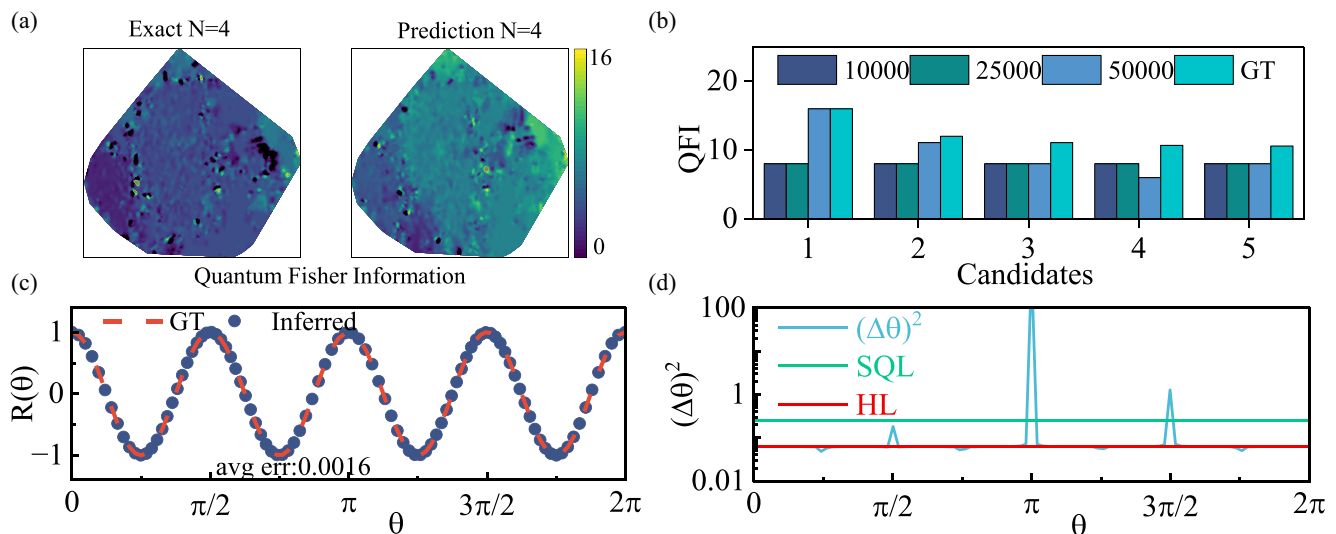 (a)
Exact N=4
Prediction N=4
16
0
Quantum Fisher Information
(b)
10000
25000
50000
GT
20
10
0
QFI
1 2 3 4 5
Candidates
(c)
GT
Inferred
1
0
−1
R(θ)
avg err:0.0016
0 π/2 π 3π/2 2π
θ
(d)
100
1
0.01
(Δθ)²
(Δθ)²
SQL
HL
0 π/2 π 3π/2 2π
θ